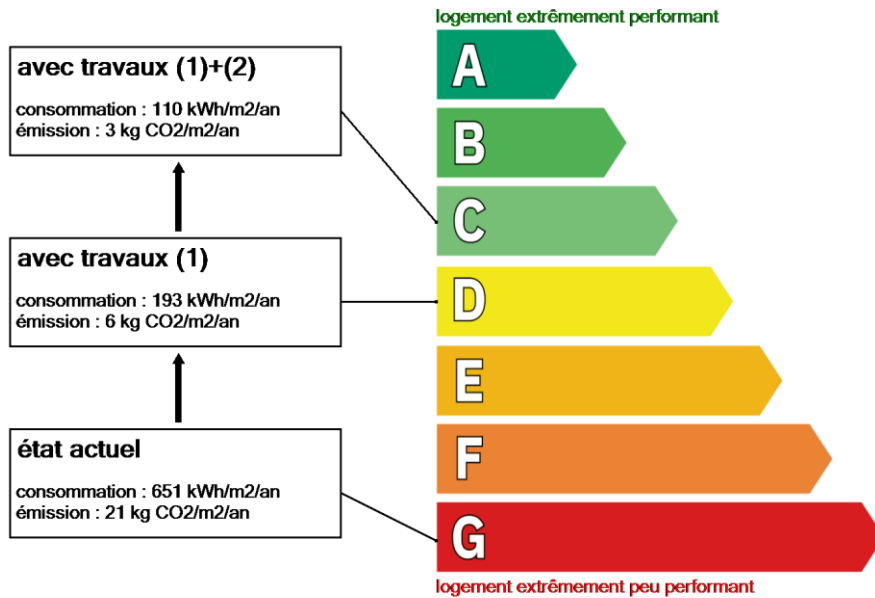 logement extrêmement performant
avec travaux (1)+(2)
consommation : 110 kWh/m2/an
émission : 3 kg CO2/m2/an
avec travaux (1)
consommation : 193 kWh/m2/an
émission : 6 kg CO2/m2/an
état actuel
consommation : 651 kWh/m2/an
émission : 21 kg CO2/m2/an
A
B
C
D
E
F
G
logement extrêmement peu performant